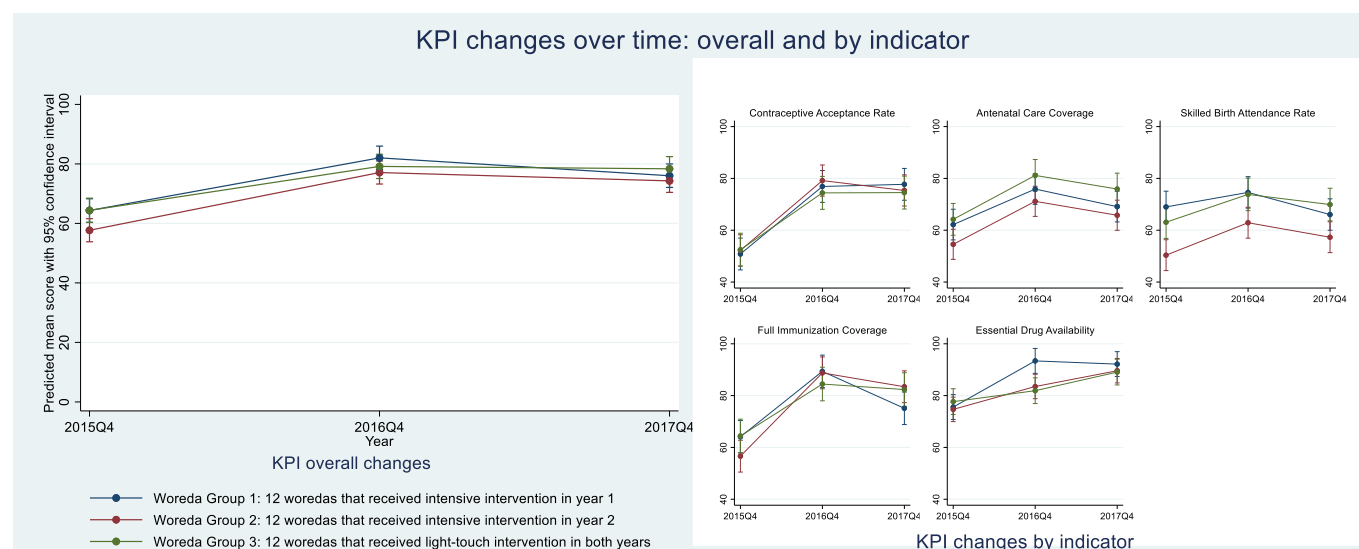 KPI changes over time: overall and by indicator
Predicted mean score with 95% confidence interval
100
80
60
40
20
0
2015Q4
2016Q4
2017Q4
Year
KPI overall changes
Woreda Group 1: 12 woredas that received intensive intervention in year 1
Woreda Group 2: 12 woredas that received intensive intervention in year 2
Woreda Group 3: 12 woredas that received light-touch intervention in both years
Contraceptive Acceptance Rate
100
80
60
40
2015Q4
2016Q4
2017Q4
Antenatal Care Coverage
100
80
60
40
2015Q4
2016Q4
2017Q4
Skilled Birth Attendance Rate
100
80
60
40
2015Q4
2016Q4
2017Q4
Full Immunization Coverage
100
80
60
40
2015Q4
2016Q4
2017Q4
Essential Drug Availability
100
80
60
40
2015Q4
2016Q4
2017Q4
KPI changes by indicator